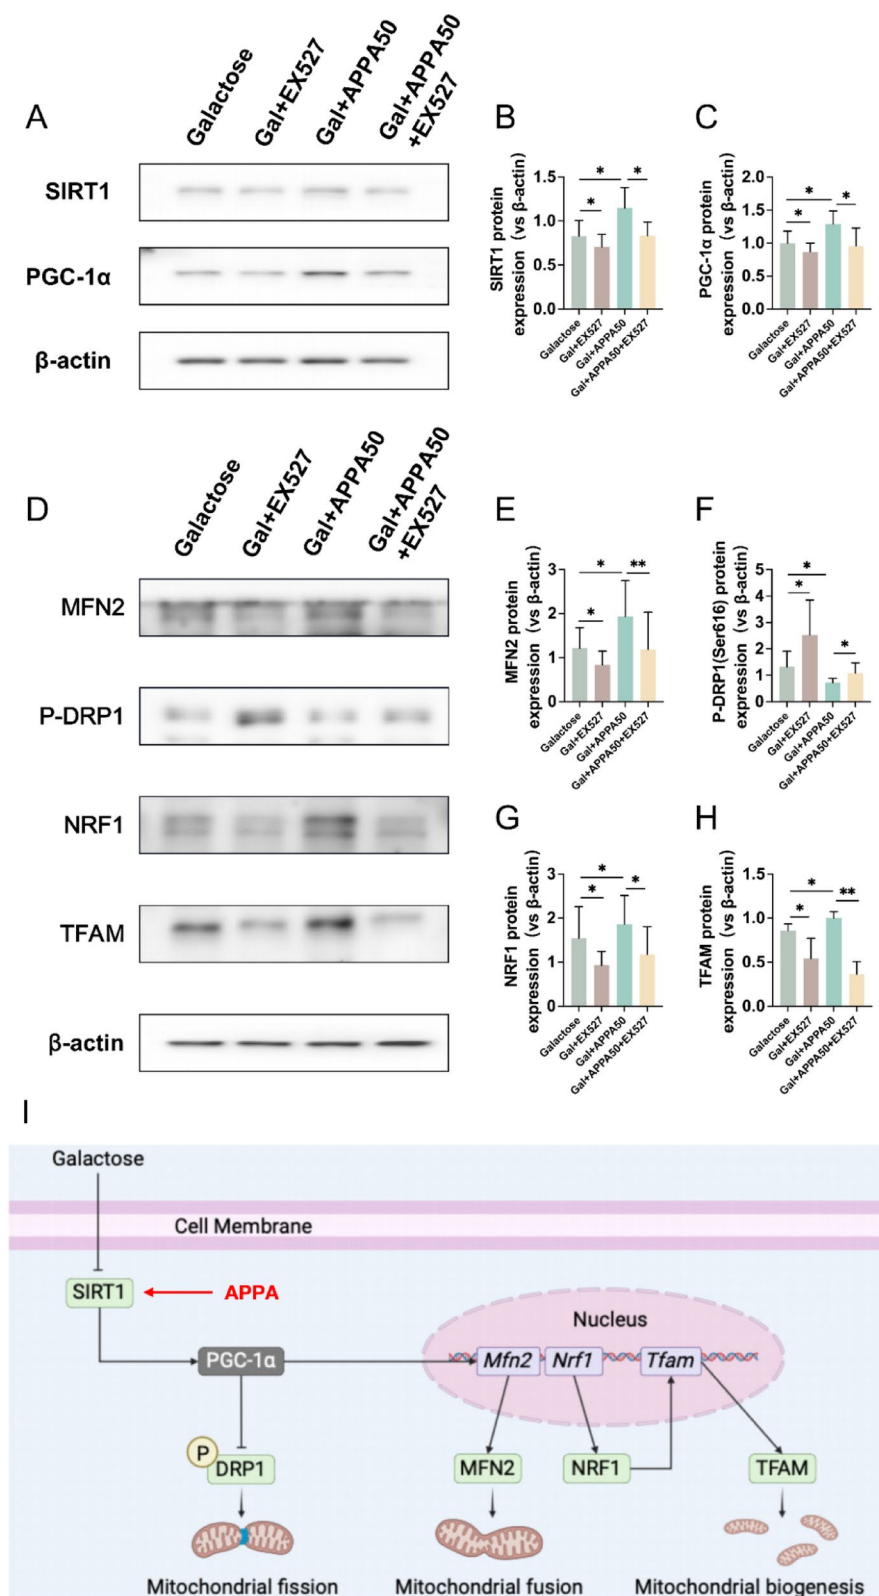 A
Galactose
Gal+EX527
Gal+APPA50
Gal+APPA50
+EX527
SIRT1
PGC-1α
β-actin
B
SIRT1 protein
expression (vs β-actin)
1.5
1.0
0.5
0.0
*
*
*
Galactose
Gal+EX527
Gal+APPA50
Gal+APPA50+EX527
C
PGC-1α protein
expression (vs β-actin)
2.0
1.5
1.0
0.5
0.0
*
*
*
Galactose
Gal+EX527
Gal+APPA50
Gal+APPA50+EX527
D
Galactose
Gal+EX527
Gal+APPA50
Gal+APPA50
+EX527
MFN2
P-DRP1
NRF1
TFAM
β-actin
E
MFN2 protein
expression (vs β-actin)
3
2
1
0
*
*
**
Galactose
Gal+EX527
Gal+APPA50
Gal+APPA50+EX527
F
P-DRP1(Ser616) protein
expression (vs β-actin)
5
4
3
2
1
0
*
*
*
Galactose
Gal+EX527
Gal+APPA50
Gal+APPA50+EX527
G
NRF1 protein
expression (vs β-actin)
3
2
1
0
*
*
*
Galactose
Gal+EX527
Gal+APPA50
Gal+APPA50+EX527
H
TFAM protein
expression (vs β-actin)
1.5
1.0
0.5
0.0
*
*
**
Galactose
Gal+EX527
Gal+APPA50
Gal+APPA50+EX527
I
Galactose
Cell Membrane
SIRT1
APPA
Nucleus
PGC-1α
Mfn2
Nrf1
Tfam
P
DRP1
MFN2
NRF1
TFAM
Mitochondrial fission
Mitochondrial fusion
Mitochondrial biogenesis